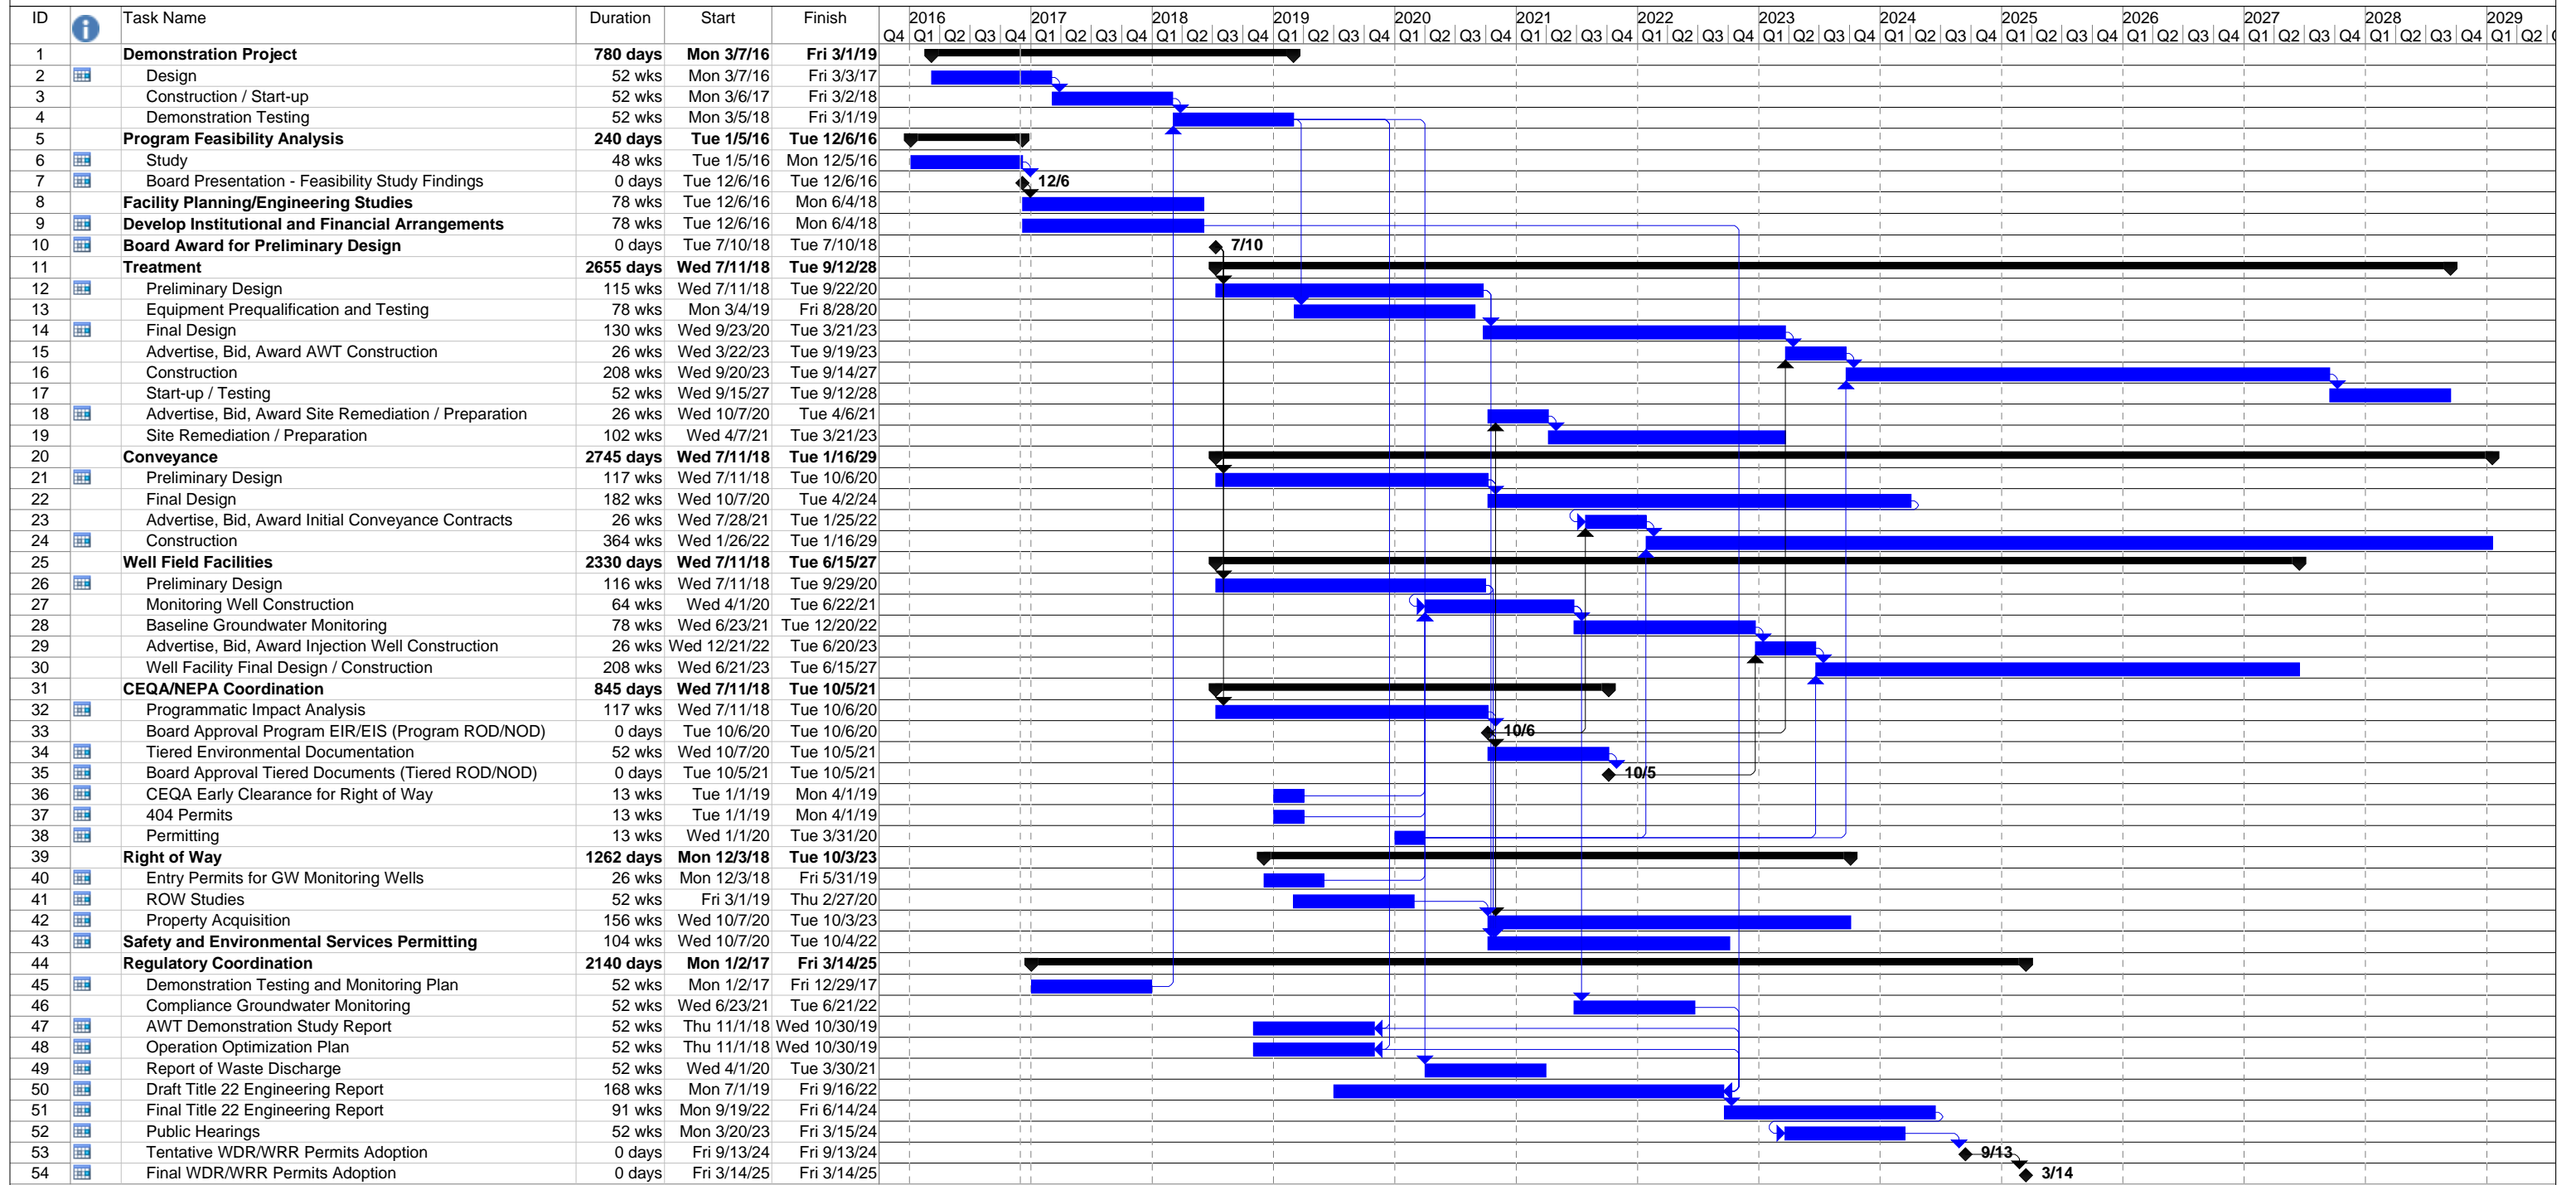 ID Task Name Duration Start Finish 2016 2017 2018 2019 2020 2021 2022 2023 2024 2025 2026 2027 2028 2029
Q4 Q1 Q2 Q3 Q4 Q1 Q2 Q3 Q4 Q1 Q2 Q3 Q4 Q1 Q2 Q3 Q4 Q1 Q2 Q3 Q4 Q1 Q2 Q3 Q4 Q1 Q2 Q3 Q4 Q1 Q2 Q3 Q4 Q1 Q2 Q3 Q4 Q1 Q2 Q3 Q4 Q1 Q2 Q3 Q4 Q1 Q2 Q3 Q4 Q1 Q2 Q3 Q4 Q1 Q2
1 Demonstration Project 780 days Mon 3/7/16 Fri 3/1/19
2 Design 52 wks Mon 3/7/16 Fri 3/3/17
3 Construction / Start-up 52 wks Mon 3/6/17 Fri 3/2/18
4 Demonstration Testing 52 wks Mon 3/5/18 Fri 3/1/19
5 Program Feasibility Analysis 240 days Tue 1/5/16 Tue 12/6/16
6 Study 48 wks Tue 1/5/16 Mon 12/5/16
7 Board Presentation - Feasibility Study Findings 0 days Tue 12/6/16 Tue 12/6/16 12/6
8 Facility Planning/Engineering Studies 78 wks Tue 12/6/16 Mon 6/4/18
9 Develop Institutional and Financial Arrangements 78 wks Tue 12/6/16 Mon 6/4/18
10 Board Award for Preliminary Design 0 days Tue 7/10/18 Tue 7/10/18 7/10
11 Treatment 2655 days Wed 7/11/18 Tue 9/12/28
12 Preliminary Design 115 wks Wed 7/11/18 Tue 9/22/20
13 Equipment Prequalification and Testing 78 wks Mon 3/4/19 Fri 8/28/20
14 Final Design 130 wks Wed 9/23/20 Tue 3/21/23
15 Advertise, Bid, Award AWT Construction 26 wks Wed 3/22/23 Tue 9/19/23
16 Construction 208 wks Wed 9/20/23 Tue 9/14/27
17 Start-up / Testing 52 wks Wed 9/15/27 Tue 9/12/28
18 Advertise, Bid, Award Site Remediation / Preparation 26 wks Wed 10/7/20 Tue 4/6/21
19 Site Remediation / Preparation 102 wks Wed 4/7/21 Tue 3/21/23
20 Conveyance 2745 days Wed 7/11/18 Tue 1/16/29
21 Preliminary Design 117 wks Wed 7/11/18 Tue 10/6/20
22 Final Design 182 wks Wed 10/7/20 Tue 4/2/24
23 Advertise, Bid, Award Initial Conveyance Contracts 26 wks Wed 7/28/21 Tue 1/25/22
24 Construction 364 wks Wed 1/26/22 Tue 1/16/29
25 Well Field Facilities 2330 days Wed 7/11/18 Tue 6/15/27
26 Preliminary Design 116 wks Wed 7/11/18 Tue 9/29/20
27 Monitoring Well Construction 64 wks Wed 4/1/20 Tue 6/22/21
28 Baseline Groundwater Monitoring 78 wks Wed 6/23/21 Tue 12/20/22
29 Advertise, Bid, Award Injection Well Construction 26 wks Wed 12/21/22 Tue 6/20/23
30 Well Facility Final Design / Construction 208 wks Wed 6/21/23 Tue 6/15/27
31 CEQA/NEPA Coordination 845 days Wed 7/11/18 Tue 10/5/21
32 Programmatic Impact Analysis 117 wks Wed 7/11/18 Tue 10/6/20
33 Board Approval Program EIR/EIS (Program ROD/NOD) 0 days Tue 10/6/20 Tue 10/6/20 10/6
34 Tiered Environmental Documentation 52 wks Wed 10/7/20 Tue 10/5/21
35 Board Approval Tiered Documents (Tiered ROD/NOD) 0 days Tue 10/5/21 Tue 10/5/21 10/5
36 CEQA Early Clearance for Right of Way 13 wks Tue 1/1/19 Mon 4/1/19
37 404 Permits 13 wks Tue 1/1/19 Mon 4/1/19
38 Permitting 13 wks Wed 1/1/20 Tue 3/31/20
39 Right of Way 1262 days Mon 12/3/18 Tue 10/3/23
40 Entry Permits for GW Monitoring Wells 26 wks Mon 12/3/18 Fri 5/31/19
41 ROW Studies 52 wks Fri 3/1/19 Thu 2/27/20
42 Property Acquisition 156 wks Wed 10/7/20 Tue 10/3/23
43 Safety and Environmental Services Permitting 104 wks Wed 10/7/20 Tue 10/4/22
44 Regulatory Coordination 2140 days Mon 1/2/17 Fri 3/14/25
45 Demonstration Testing and Monitoring Plan 52 wks Mon 1/2/17 Fri 12/29/17
46 Compliance Groundwater Monitoring 52 wks Wed 6/23/21 Tue 6/21/22
47 AWT Demonstration Study Report 52 wks Thu 11/1/18 Wed 10/30/19
48 Operation Optimization Plan 52 wks Thu 11/1/18 Wed 10/30/19
49 Report of Waste Discharge 52 wks Wed 4/1/20 Tue 3/30/21
50 Draft Title 22 Engineering Report 168 wks Mon 7/1/19 Fri 9/16/22
51 Final Title 22 Engineering Report 91 wks Mon 9/19/22 Fri 6/14/24
52 Public Hearings 52 wks Mon 3/20/23 Fri 3/15/24
53 Tentative WDR/WRR Permits Adoption 0 days Fri 9/13/24 Fri 9/13/24 9/13
54 Final WDR/WRR Permits Adoption 0 days Fri 3/14/25 Fri 3/14/25 3/14